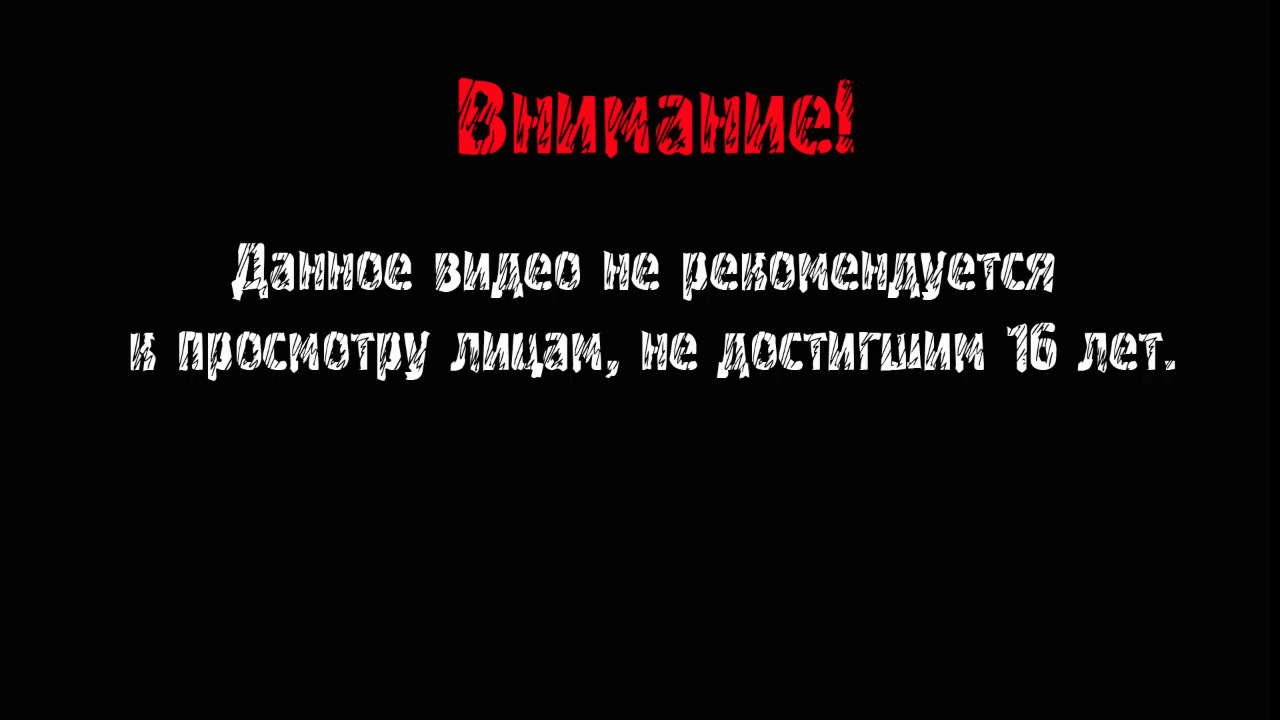 Внимание!
Данное видео не рекомендуется
к просмотру лицам, не достигшим 16 лет.